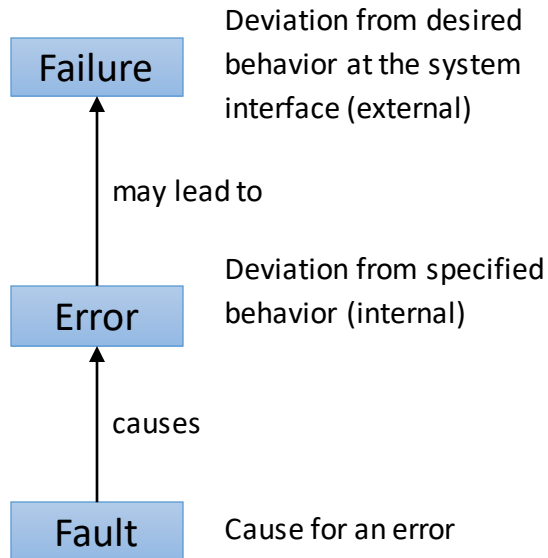 Failure
Deviation from desired
behavior at the system
interface (external)
may lead to
Error
Deviation from specified
behavior (internal)
causes
Fault
Cause for an error